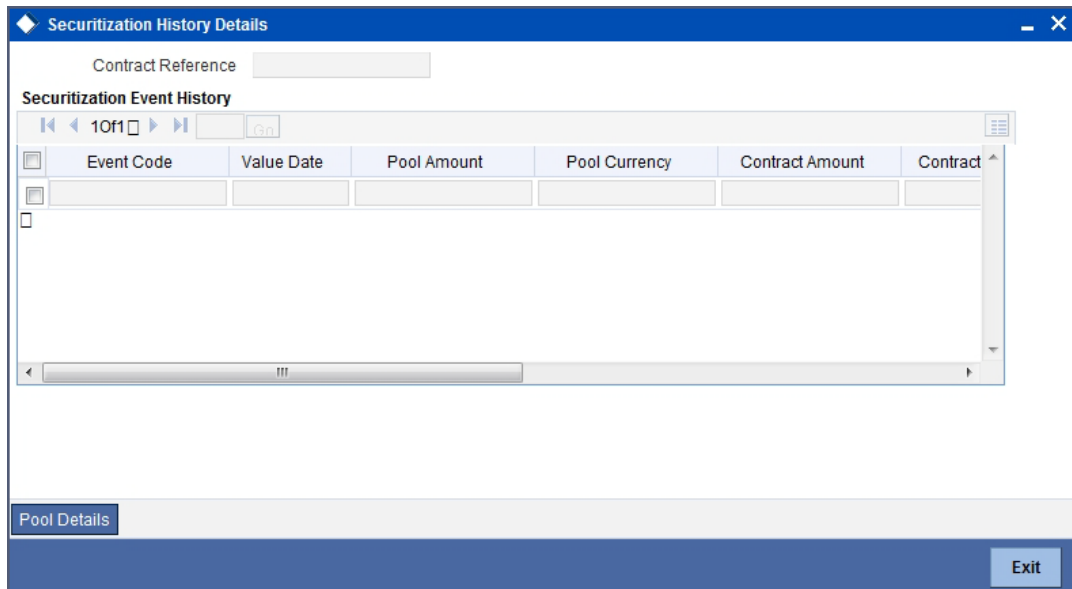 Securitization History Details
Contract Reference
Securitization Event History
1Of1 Go
Event Code Value Date Pool Amount Pool Currency Contract Amount Contract
Pool Details
Exit